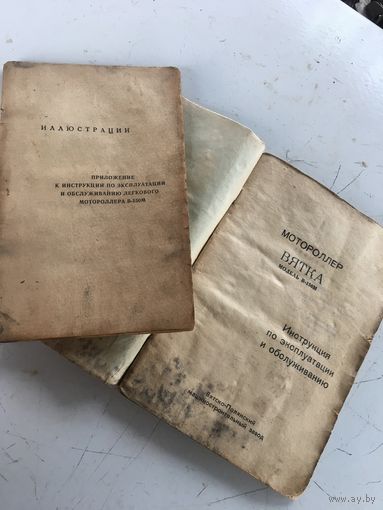 ИЛЛЮСТРАЦИИ
ПРИЛОЖЕНИЕ
К ИНСТРУКЦИИ ПО ЭКСПЛУАТАЦИИ
И ОБСЛУЖИВАНИЮ ЛЕГКОВОГО
МОТОРОЛЛЕРА В-150М
МОТОРОЛЛЕР
ВЯТКА
МОДЕЛЬ В-150М
Инструкция
по эксплуатации
и обслуживанию
Вятско-Полянский
машиностроительный завод
www.ay.by